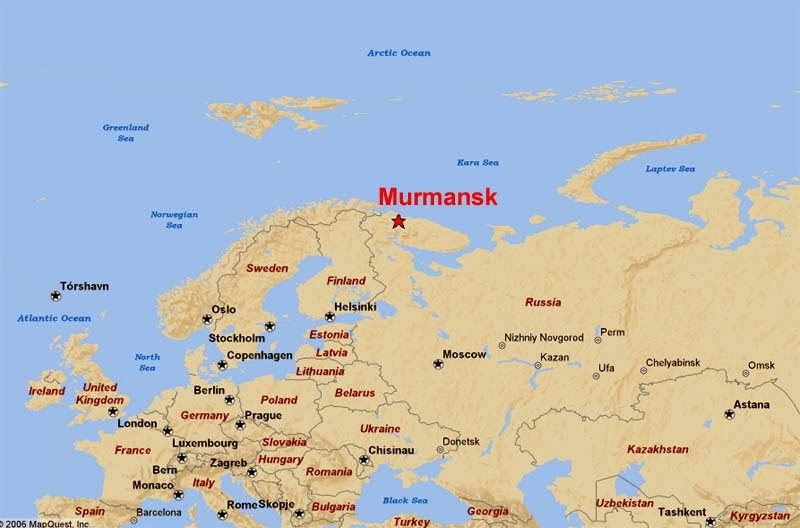 Arctic Ocean
Greenland
Sea
Kara Sea
Laptev Sea
Murmansk
Norwegian
Sea
Sweden
Finland
Tórshavn
Russia
Oslo
Helsinki
Atlantic Ocean
Stockholm
Estonia
Nizhniy Novgorod
Perm
North
Sea
Copenhagen
Latvia
Moscow
Kazan
Lithuania
Ufa
Chelyabinsk
Omsk
Ireland
United
Kingdom
Berlin
Poland
Belarus
Astana
London
Germany
Prague
Ukraine
France
Luxembourg
Slovakia
Donetsk
Kazakhstan
Bern
Zagreb
Hungary
Chisinau
Monaco
Italy
Romania
Spain
Barcelona
Rome
Skopje
Bulgaria
Black Sea
Georgia
Uzbekistan
Tashkent
Kyrgyzstan
Turkey
© 2006 MapQuest, Inc.